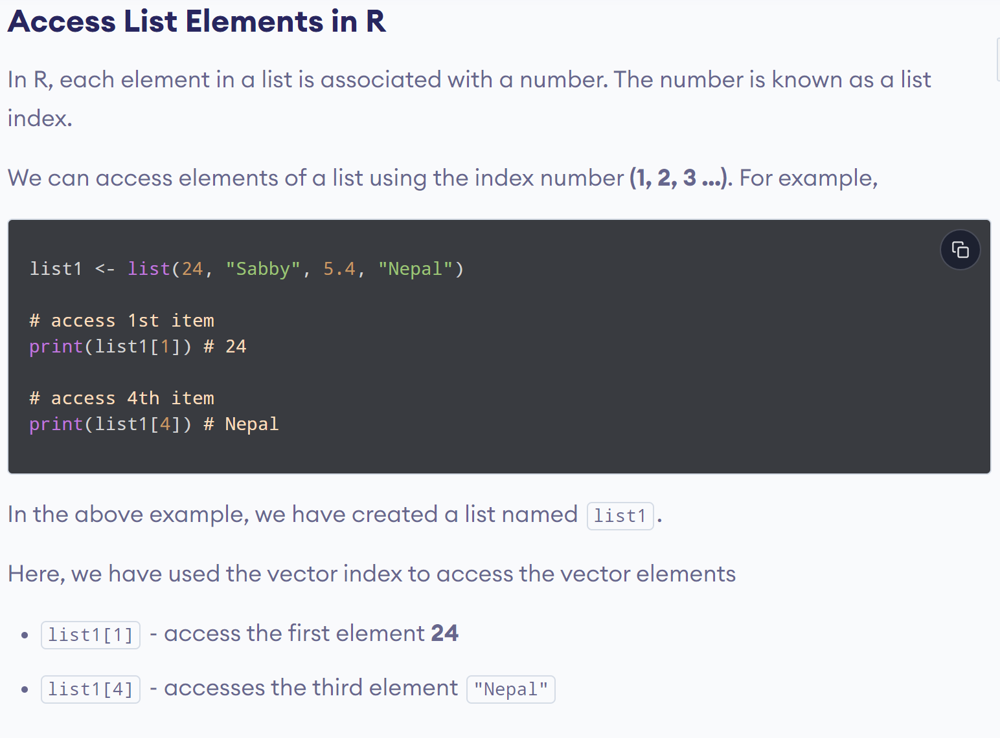 Access List Elements in R
In R, each element in a list is associated with a number. The number is known as a list
index.
We can access elements of a list using the index number (1, 2, 3 ...). For example,
list1 <- list(24, "Sabby", 5.4, "Nepal")
# access 1st item
print(list1[1]) # 24
# access 4th item
print(list1[4]) # Nepal
In the above example, we have created a list named list1.
Here, we have used the vector index to access the vector elements
• list1[1] - access the first element 24
• list1[4] - accesses the third element "Nepal"